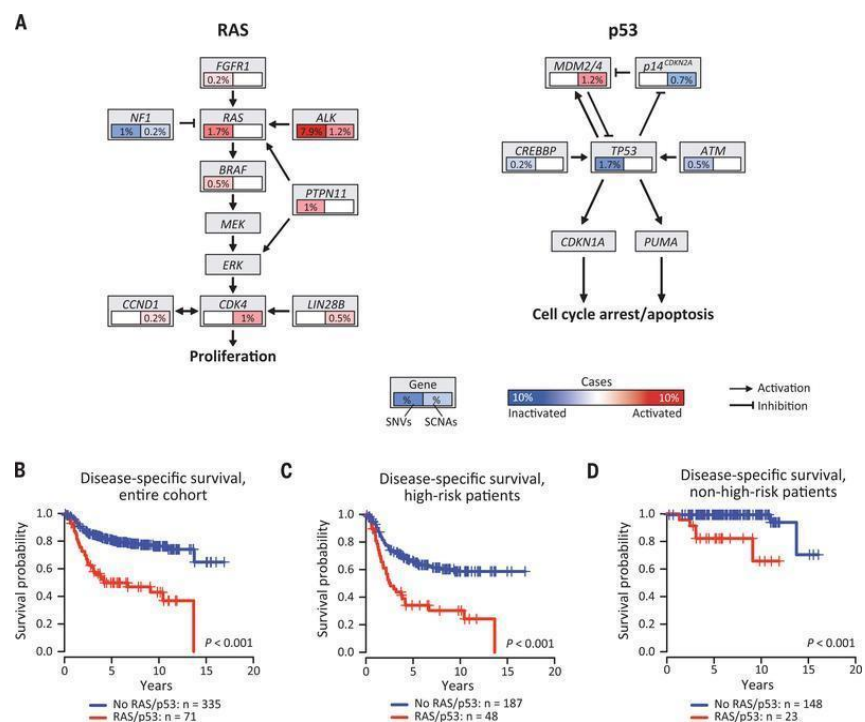 A
RAS
p53
FGFR1
0.2%
NF1
1% 0.2%
RAS
1.7%
ALK
7.9% 1.2%
BRAF
0.5%
PTPN11
1%
MEK
ERK
CCND1
0.2%
CDK4
1%
LIN28B
0.5%
Proliferation
MDM2/4
1.2%
p14CDKN2A
0.7%
CREBBP
0.2%
TP53
1.7%
ATM
0.5%
CDKN1A
PUMA
Cell cycle arrest/apoptosis
Gene
% %
SNVs SCNAs
Cases
10% 10%
Inactivated Activated
Activation
Inhibition
B
Disease-specific survival,
entire cohort
Survival probability
1.0
0.8
0.6
0.4
0.2
0.0
P < 0.001
0 5 10 15 20
Years
No RAS/p53: n = 335
RAS/p53: n = 71
C
Disease-specific survival,
high-risk patients
Survival probability
1.0
0.8
0.6
0.4
0.2
0.0
P < 0.001
0 5 10 15 20
Years
No RAS/p53: n = 187
RAS/p53: n = 48
D
Disease-specific survival,
non-high-risk patients
Survival probability
1.0
0.8
0.6
0.4
0.2
0.0
P < 0.001
0 5 10 15 20
Years
No RAS/p53: n = 148
RAS/p53: n = 23